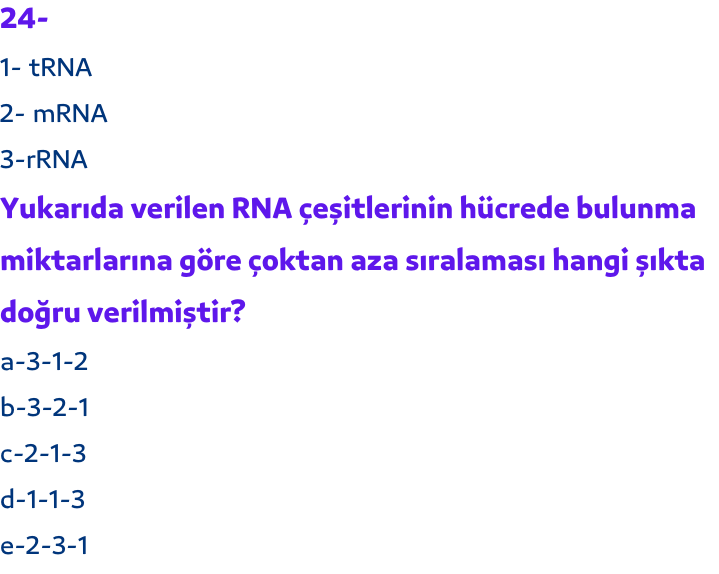 24-
1- tRNA
2- mRNA
3-rRNA
Yukarıda verilen RNA çeşitlerinin hücrede bulunma
miktarlarına göre çoktan aza sıralaması hangi şıkta
doğru verilmiştir?
a-3-1-2
b-3-2-1
c-2-1-3
d-1-1-3
e-2-3-1